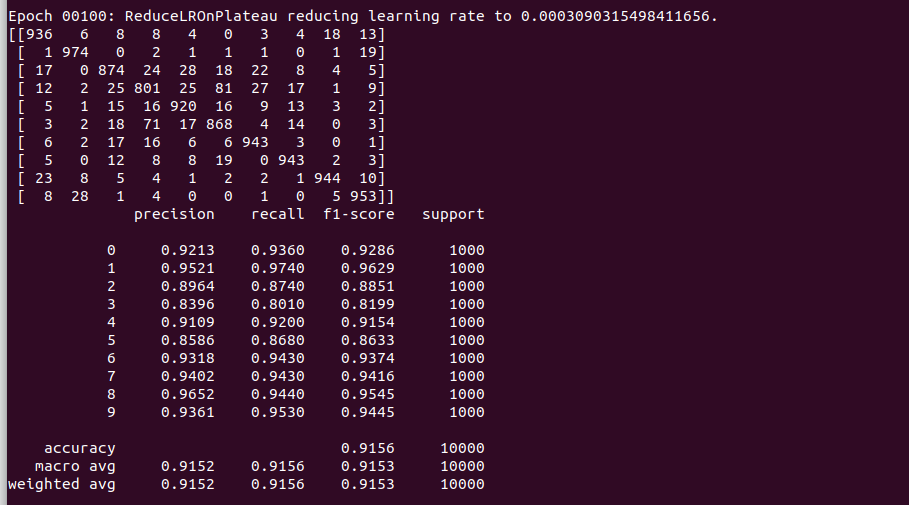 Epoch 00100: ReduceLROnPlateau reducing learning rate to 0.0003090315498411656.
[[936   6   8   8   4   0   3   4  18  13]
 [  1 974   0   2   1   1   1   0   1  19]
 [ 17   0 874  24  28  18  22   8   4   5]
 [ 12   2  25 801  25  81  27  17   1   9]
 [  5   1  15  16 920  16   9  13   3   2]
 [  3   2  18  71  17 868   4  14   0   3]
 [  6   2  17  16   6   6 943   3   0   1]
 [  5   0  12   8   8  19   0 943   2   3]
 [ 23   8   5   4   1   2   2   1 944  10]
 [  8  28   1   4   0   0   1   0   5 953]]
              precision    recall  f1-score   support

           0     0.9213    0.9360    0.9286      1000
           1     0.9521    0.9740    0.9629      1000
           2     0.8964    0.8740    0.8851      1000
           3     0.8396    0.8010    0.8199      1000
           4     0.9109    0.9200    0.9154      1000
           5     0.8586    0.8680    0.8633      1000
           6     0.9318    0.9430    0.9374      1000
           7     0.9402    0.9430    0.9416      1000
           8     0.9652    0.9440    0.9545      1000
           9     0.9361    0.9530    0.9445      1000

    accuracy                         0.9156     10000
   macro avg     0.9152    0.9156    0.9153     10000
weighted avg     0.9152    0.9156    0.9153     10000